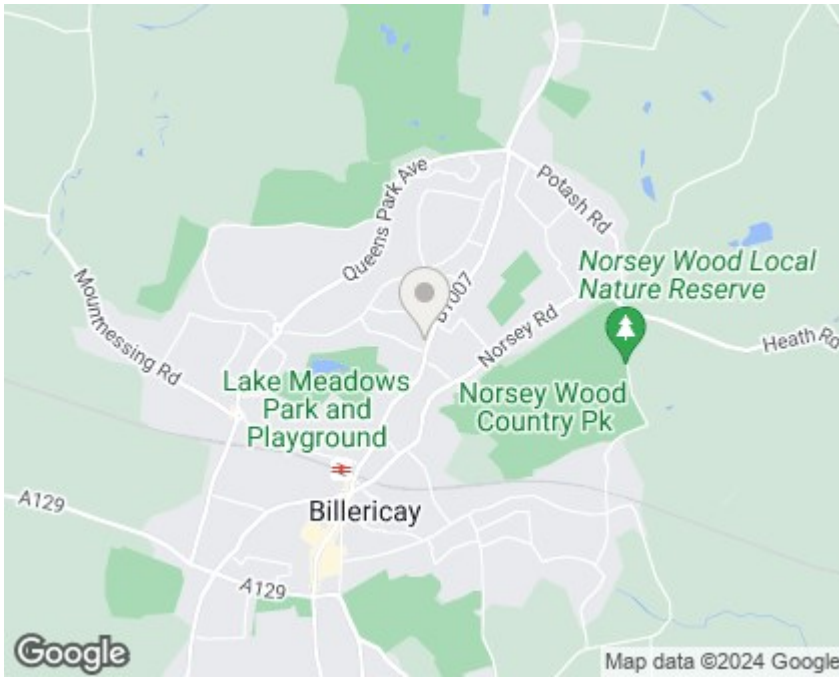 Queens Park Ave
Potash Rd
B1007
Norsey Wood Local
Nature Reserve
Mountnessing Rd
Norsey Rd
Heath Rd
Lake Meadows
Park and
Playground
Norsey Wood
Country Pk
A129
Billericay
A129
Google
Map data ©2024 Google